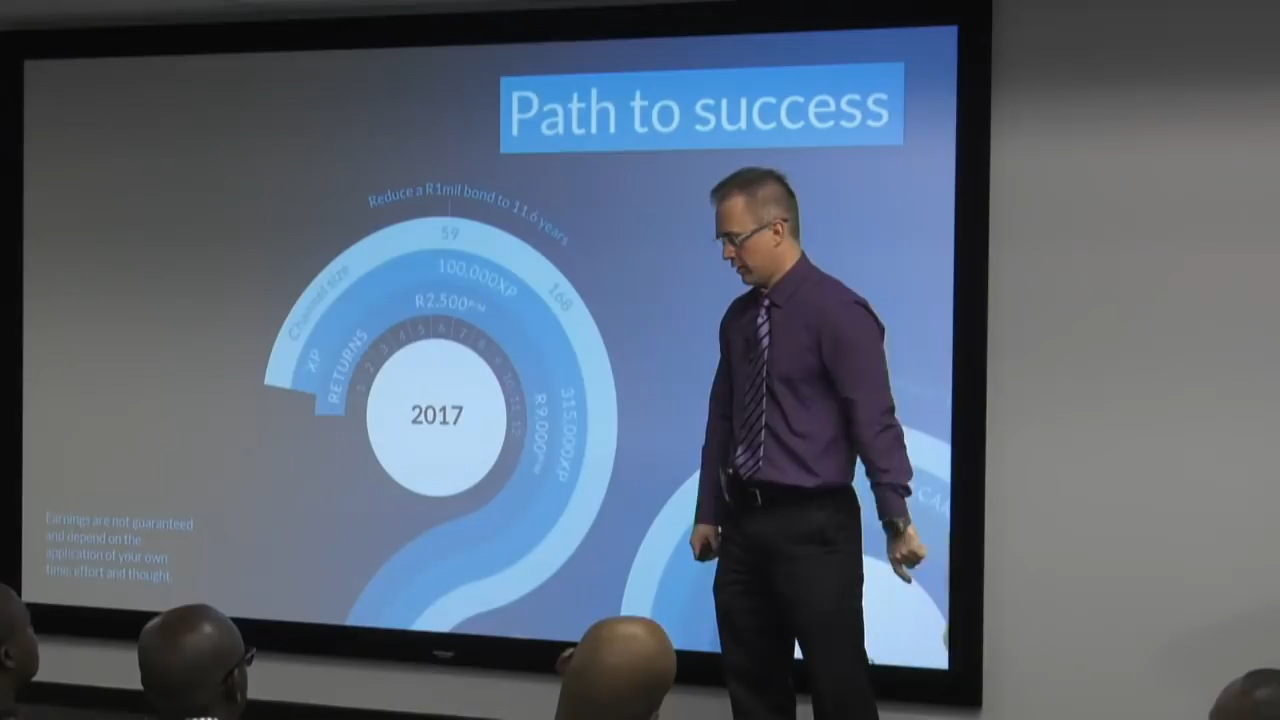 Path to success
Reduce a R1mil bond to 11.6 years
59
168
Channel size
100,000XP
315,000XP
XP
R2,500PM
R9,000PM
RETURNS
1 2 3 4 5 6 7 8 9 10 11 12
2017
Earnings are not guaranteed
and depend on the
application of your own
time, effort and thought.